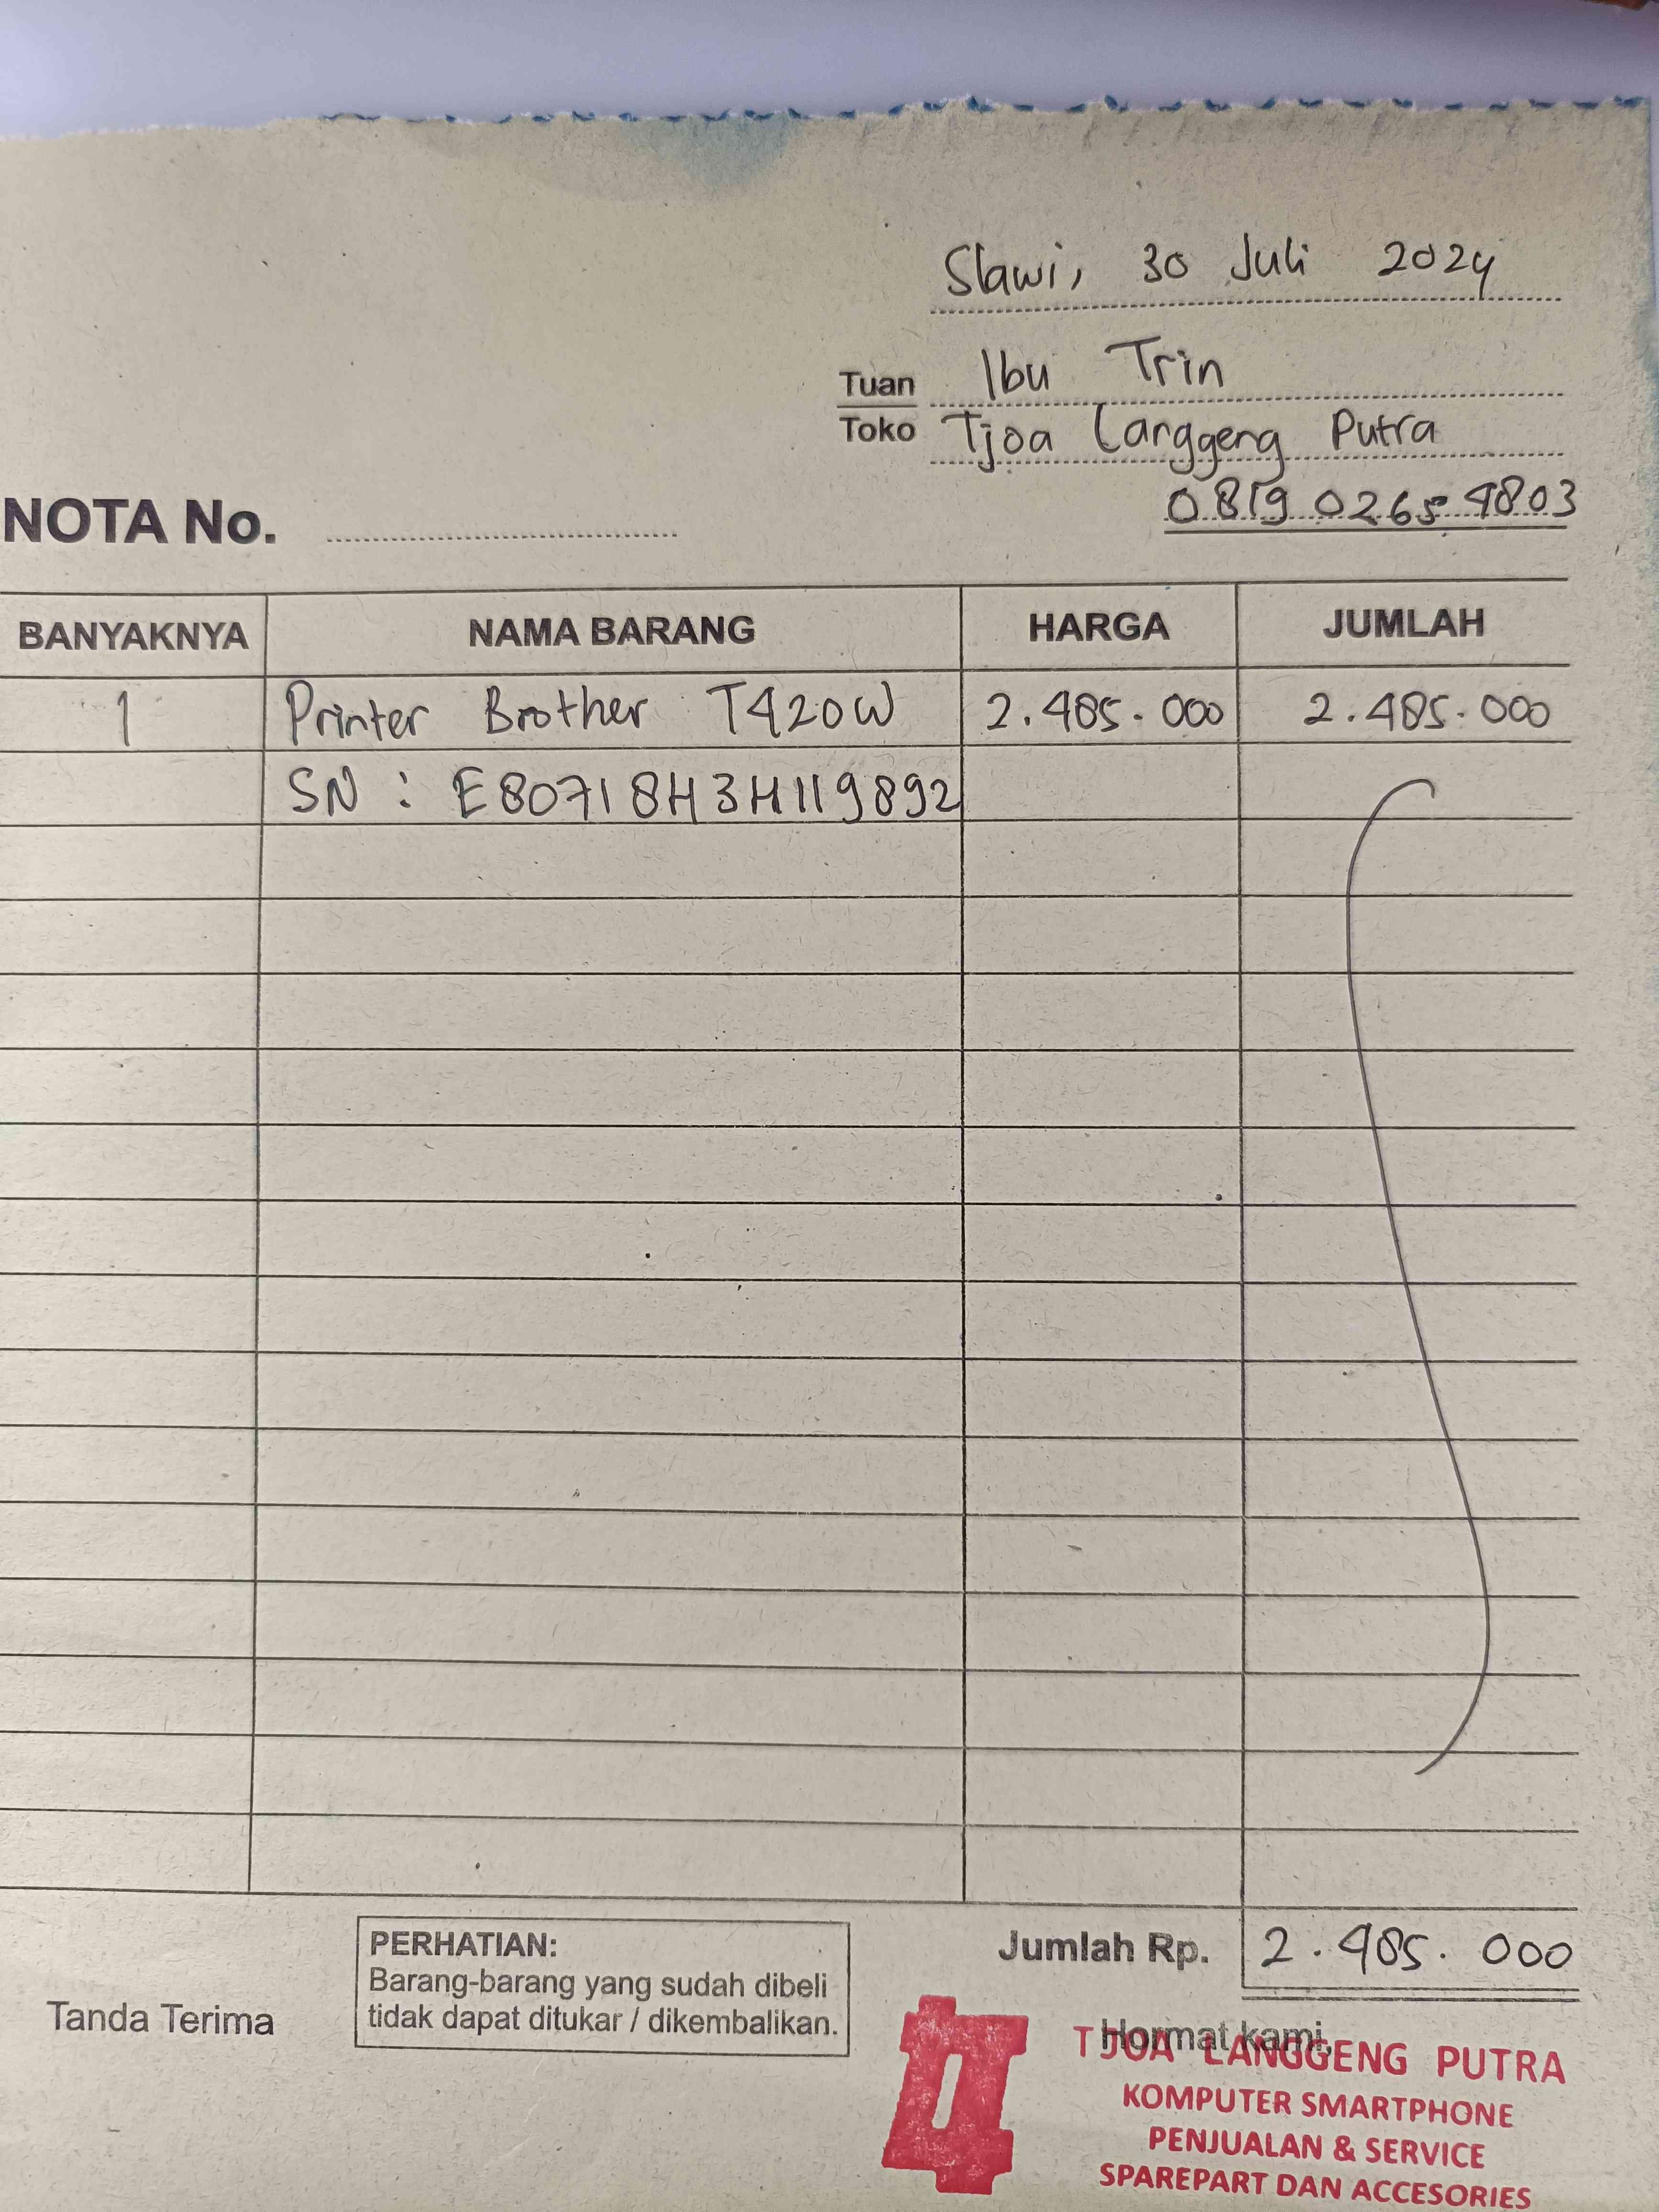 Slawi, 30 Juli 2024
Tuan Ibu Trin
Toko Tjoa Langgeng Putra
0819 0265 4803
NOTA No.
BANYAKNYA NAMA BARANG HARGA JUMLAH
1 Printer Brother T420W 2.485.000 2.485.000
SN : E80718H3H119892
Jumlah Rp. 2.485.000
PERHATIAN:
Barang-barang yang sudah dibeli
tidak dapat ditukar / dikembalikan.
Tanda Terima
Hormat kami,
TJOA LANGGENG PUTRA
KOMPUTER SMARTPHONE
PENJUALAN & SERVICE
SPAREPART DAN ACCESORIES